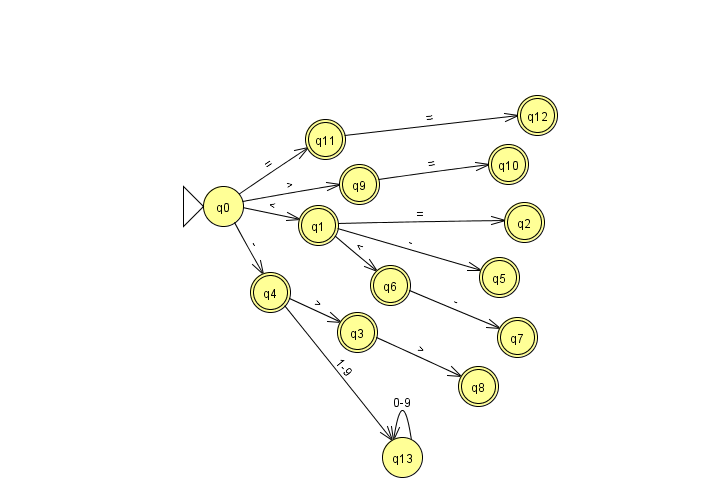 q12
=
q11
=
q10
=
>
q9
q0
<
=
q2
q1
-
-
<
q5
q4
q6
>
-
q3
q7
>
1-9
q8
0-9
q13